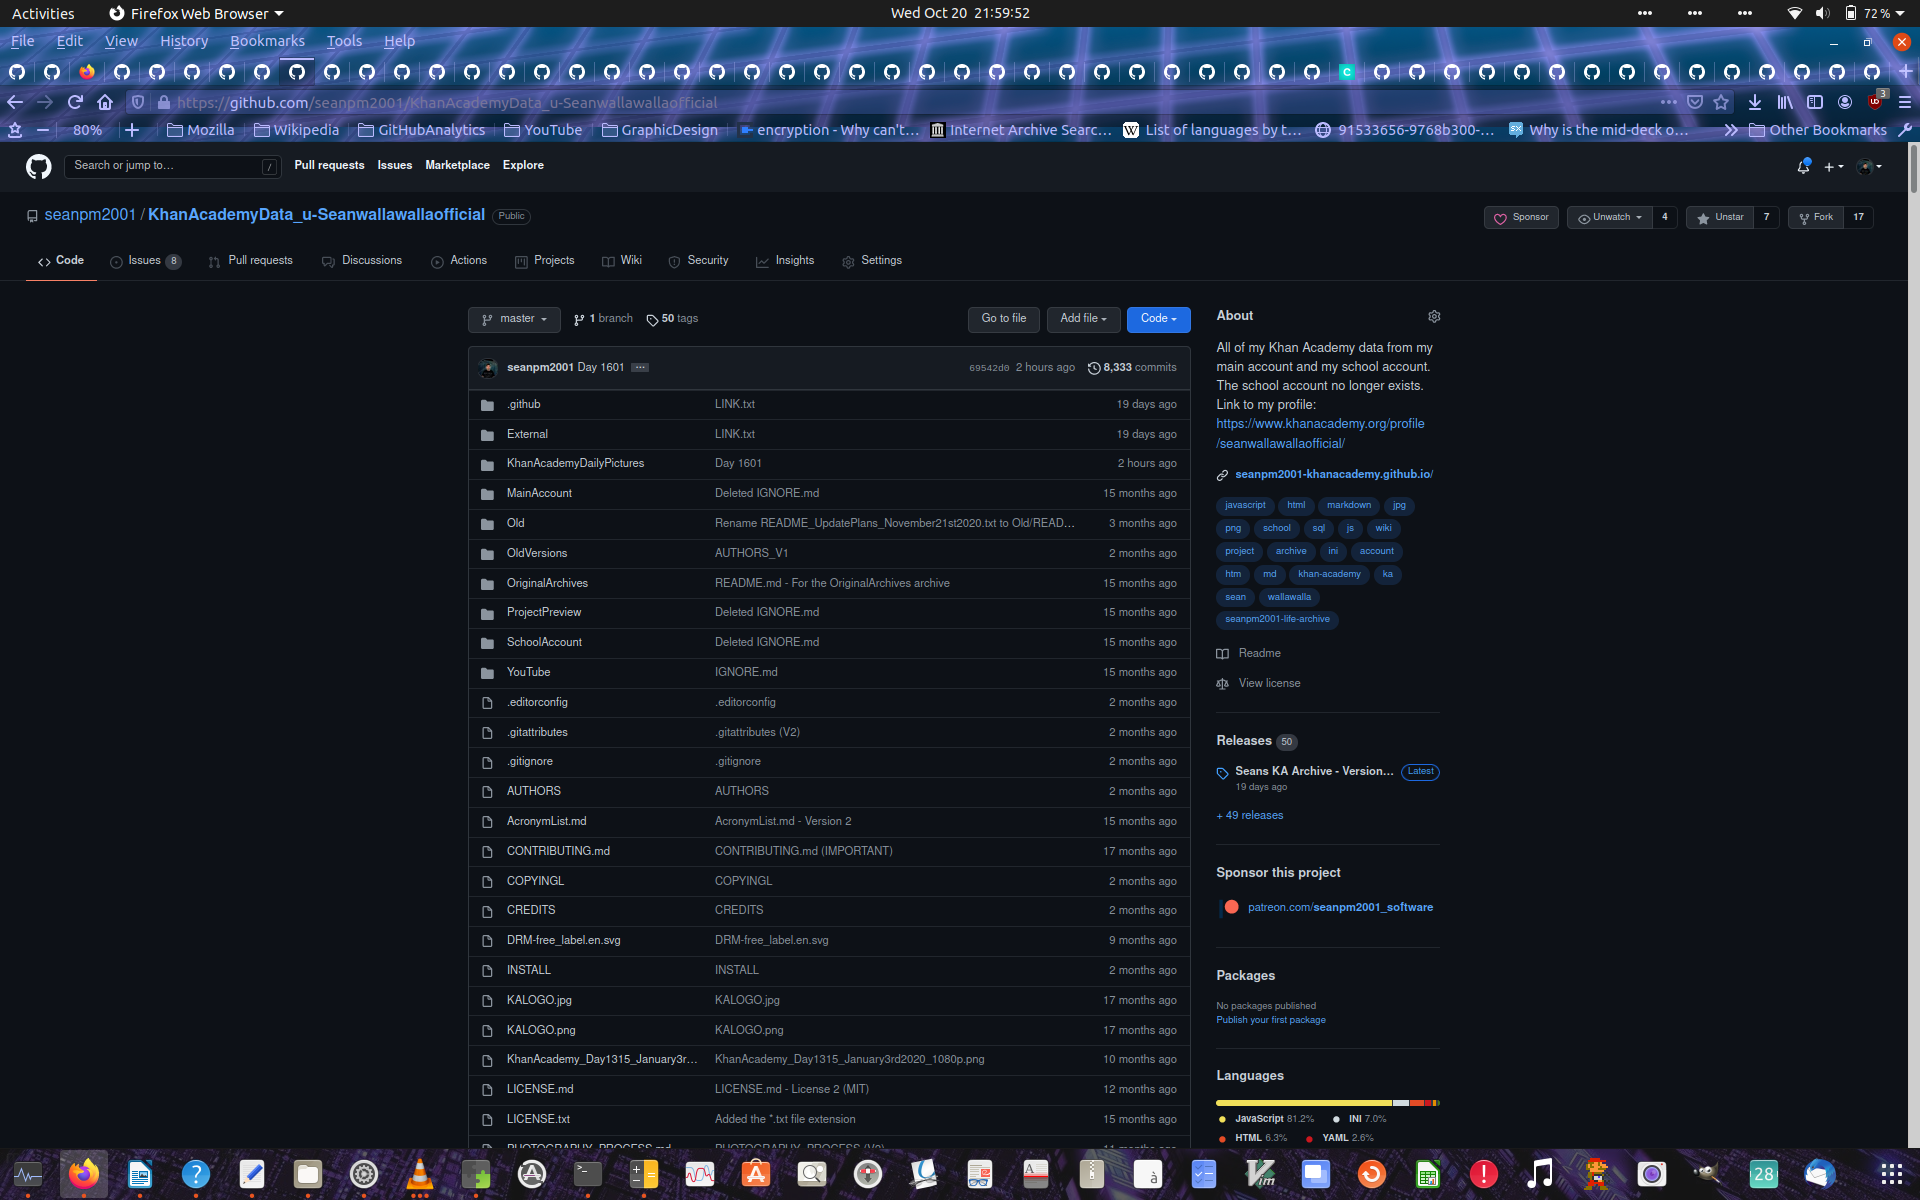 Activities Firefox Web Browser Wed Oct 20 21:59:52 72 %
File Edit View History Bookmarks Tools Help
https://github.com/seanpm2001/KhanAcademyData_u-Seanwallawallaofficial
3
80% Mozilla Wikipedia GitHubAnalytics YouTube GraphicDesign encryption - Why can't… Internet Archive Searc… List of languages by t… 91533656-9768b300-… Why is the mid-deck o… Other Bookmarks
Search or jump to… / Pull requests Issues Marketplace Explore
seanpm2001 / KhanAcademyData_u-Seanwallawallaofficial Public
Sponsor Unwatch 4 Unstar 7 Fork 17
Code Issues 8 Pull requests Discussions Actions Projects Wiki Security Insights Settings
master 1 branch 50 tags Go to file Add file Code
seanpm2001 Day 1601 ... 69542d0 2 hours ago 8,333 commits
.github LINK.txt 19 days ago
External LINK.txt 19 days ago
KhanAcademyDailyPictures Day 1601 2 hours ago
MainAccount Deleted IGNORE.md 15 months ago
Old Rename README_UpdatePlans_November21st2020.txt to Old/READ… 3 months ago
OldVersions AUTHORS_V1 2 months ago
OriginalArchives README.md - For the OriginalArchives archive 15 months ago
ProjectPreview Deleted IGNORE.md 15 months ago
SchoolAccount Deleted IGNORE.md 15 months ago
YouTube IGNORE.md 15 months ago
.editorconfig .editorconfig 2 months ago
.gitattributes .gitattributes (V2) 2 months ago
.gitignore .gitignore 2 months ago
AUTHORS AUTHORS 2 months ago
AcronymList.md AcronymList.md - Version 2 15 months ago
CONTRIBUTING.md CONTRIBUTING.md (IMPORTANT) 17 months ago
COPYINGL COPYINGL 2 months ago
CREDITS CREDITS 2 months ago
DRM-free_label.en.svg DRM-free_label.en.svg 9 months ago
INSTALL INSTALL 2 months ago
KALOGO.jpg KALOGO.jpg 17 months ago
KALOGO.png KALOGO.png 17 months ago
KhanAcademy_Day1315_January3r… KhanAcademy_Day1315_January3rd2020_1080p.png 10 months ago
LICENSE.md LICENSE.md - License 2 (MIT) 12 months ago
LICENSE.txt Added the *.txt file extension 15 months ago
About
All of my Khan Academy data from my
main account and my school account.
The school account no longer exists.
Link to my profile:
https://www.khanacademy.org/profile
/seanwallawallaofficial/
seanpm2001-khanacademy.github.io/
javascript html markdown jpg
png school sql js wiki
project archive ini account
htm md khan-academy ka
sean wallawalla
seanpm2001-life-archive
Readme
View license
Releases 50
Seans KA Archive - Version… Latest
19 days ago
+ 49 releases
Sponsor this project
patreon.com/seanpm2001_software
Packages
No packages published
Publish your first package
Languages
JavaScript 81.2% INI 7.0%
HTML 6.3% YAML 2.6%
28